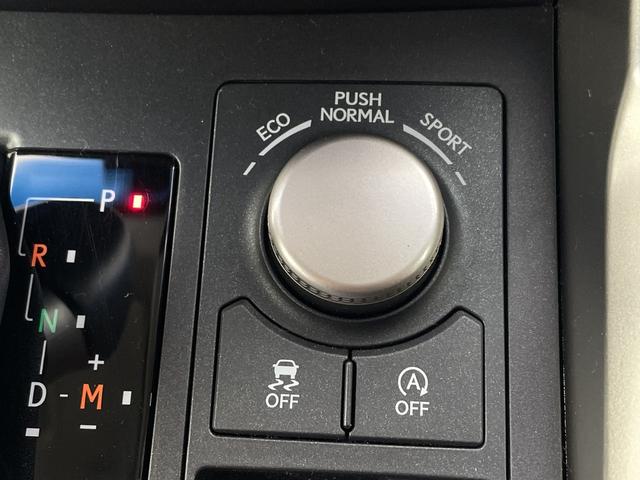 PUSH
NORMAL
ECO
SPORT
P
R
N
+
D - M
−
OFF
A
OFF